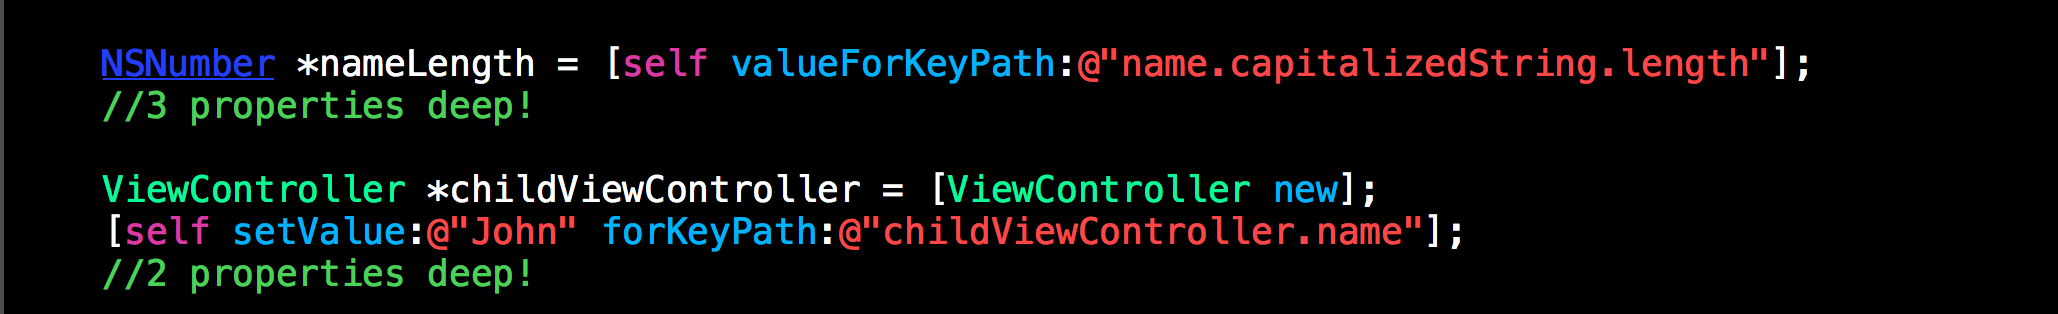 NSNumber *nameLength = [self valueForKeyPath:@"name.capitalizedString.length"];
//3 properties deep!
ViewController *childViewController = [ViewController new];
[self setValue:@"John" forKeyPath:@"childViewController.name"];
//2 properties deep!